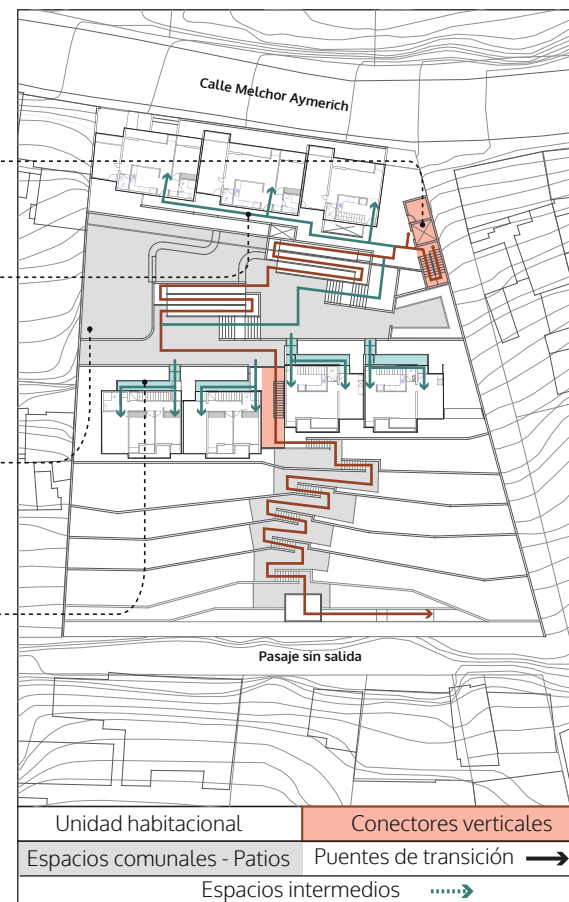 Calle Melchor Aymerich
Pasaje sin salida
Unidad habitacional
Conectores verticales
Espacios comunales - Patios
Puentes de transición
Espacios intermedios